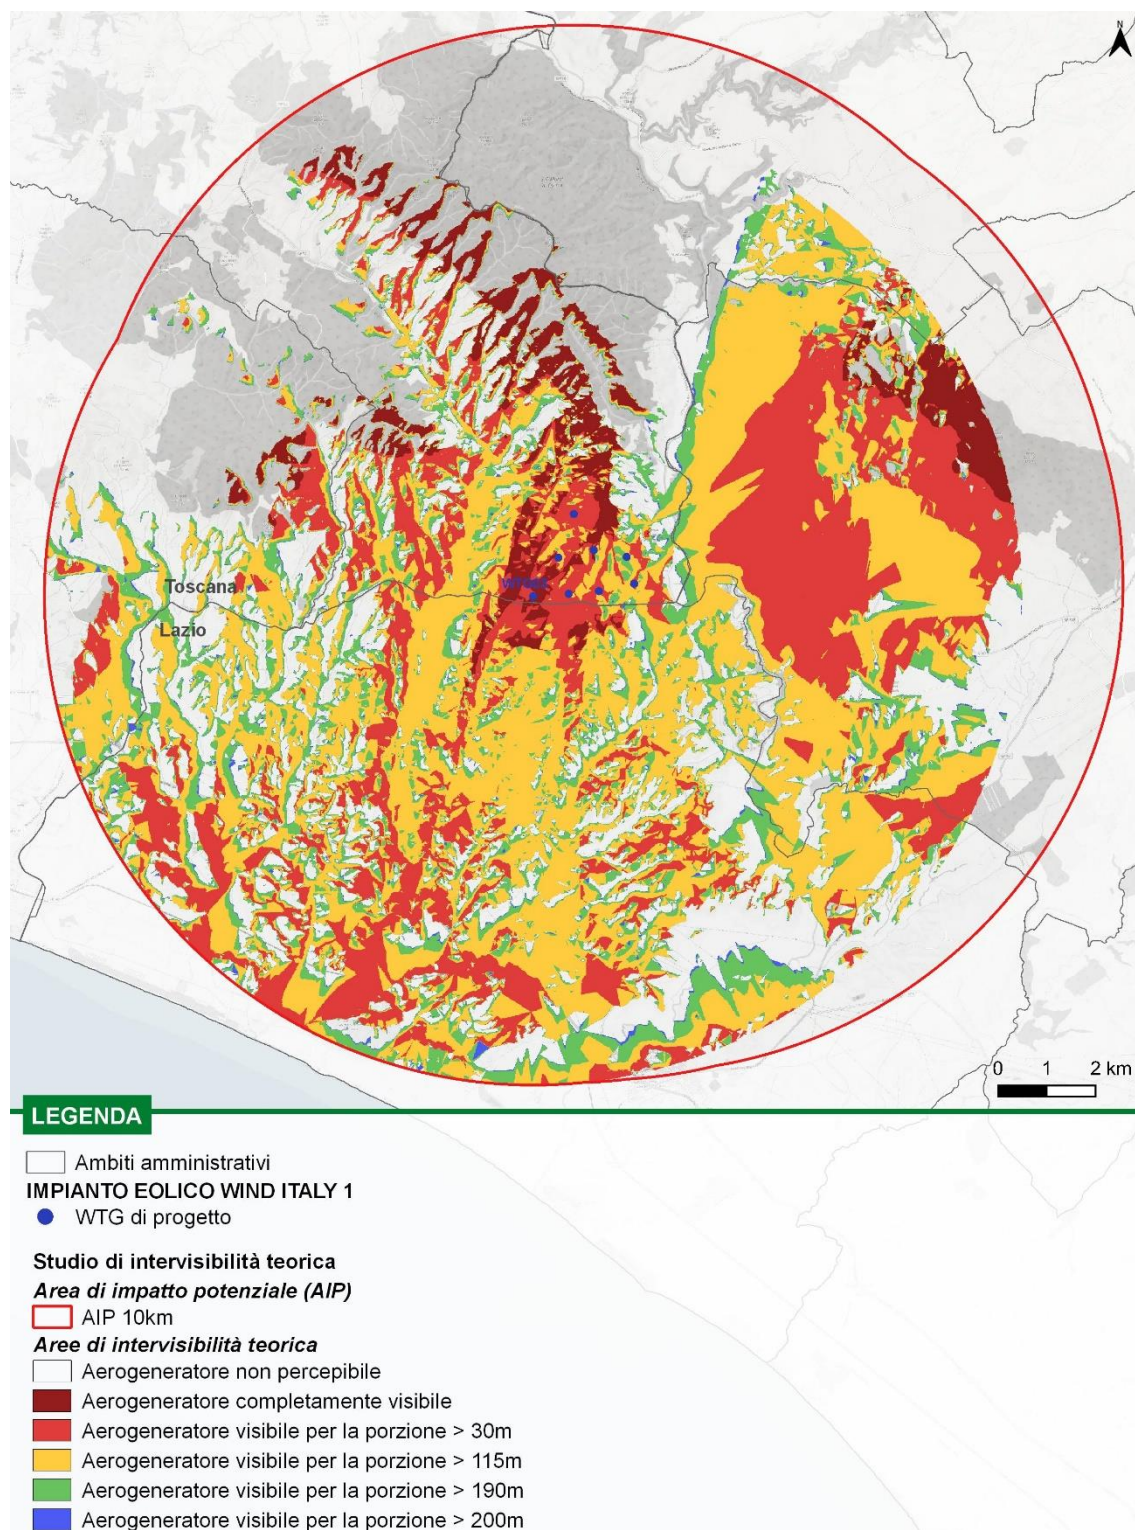 N
Toscana
Lazio
0 1 2 km
LEGENDA
Ambiti amministrativi
IMPIANTO EOLICO WIND ITALY 1
WTG di progetto
Studio di intervisibilità teorica
Area di impatto potenziale (AIP)
AIP 10km
Aree di intervisibilità teorica
Aerogeneratore non percepibile
Aerogeneratore completamente visibile
Aerogeneratore visibile per la porzione > 30m
Aerogeneratore visibile per la porzione > 115m
Aerogeneratore visibile per la porzione > 190m
Aerogeneratore visibile per la porzione > 200m